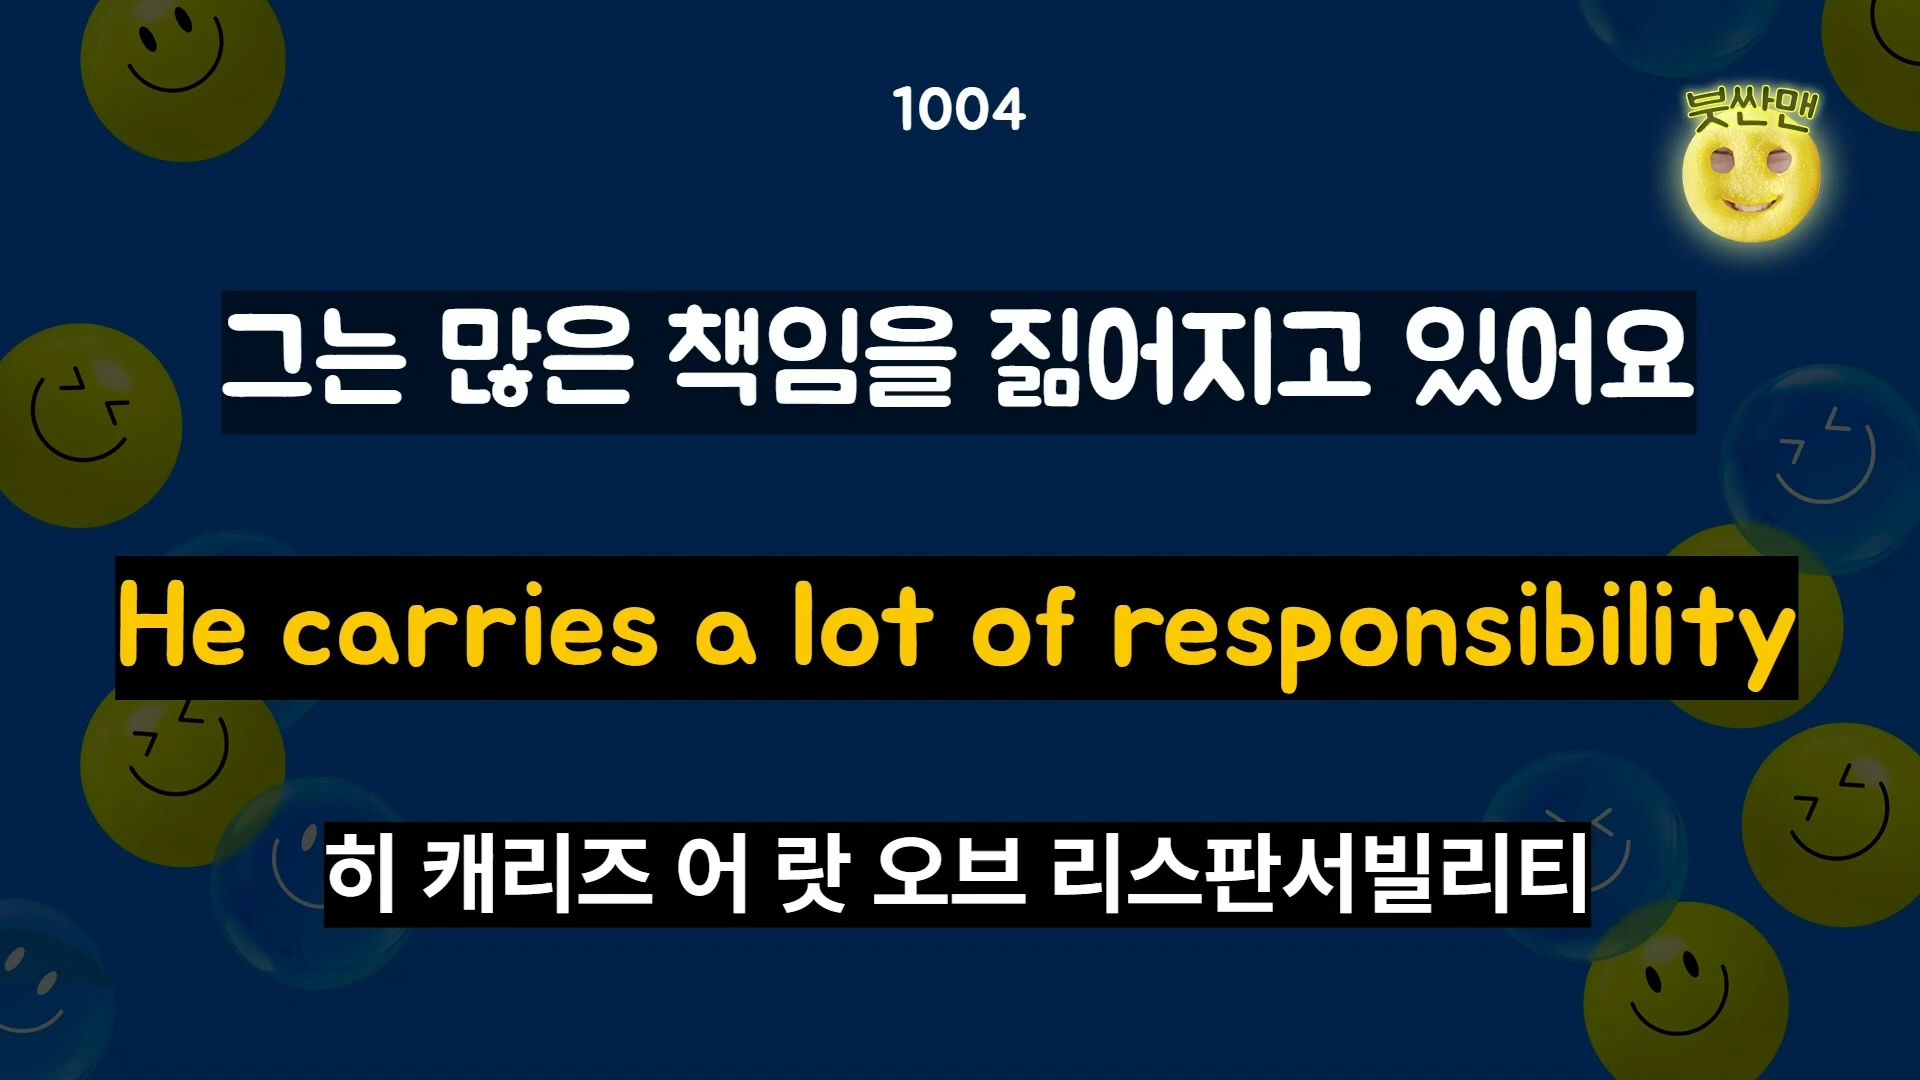 1004
붓싼맨
그는 많은 책임을 짊어지고 있어요
He carries a lot of responsibility
히 캐리즈 어 랏 오브 리스판서빌리티